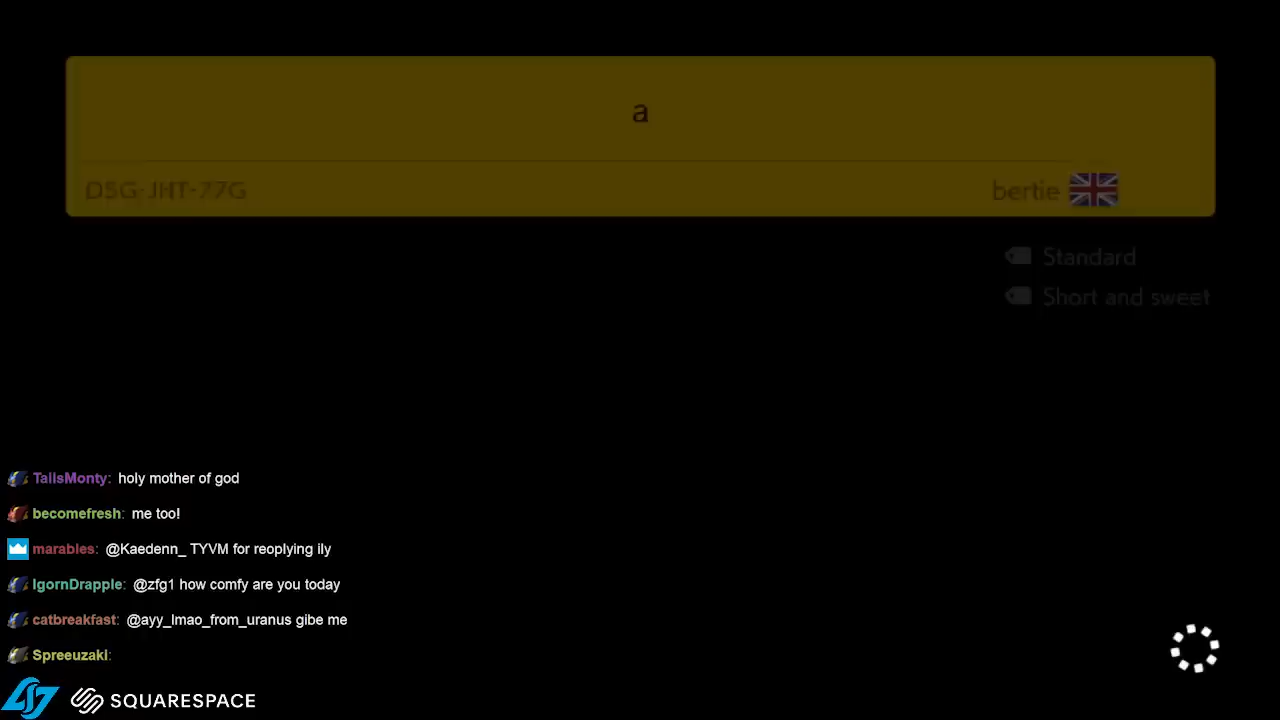 a
DSG-JHT-77G
bertie
Standard
Short and sweet
TailsMonty: holy mother of god
becomefresh: me too!
marables: @Kaedenn_ TYVM for reoplying ily
IgornDrapple: @zfg1 how comfy are you today
catbreakfast: @ayy_lmao_from_uranus gibe me
Spreeuzaki:
SQUARESPACE